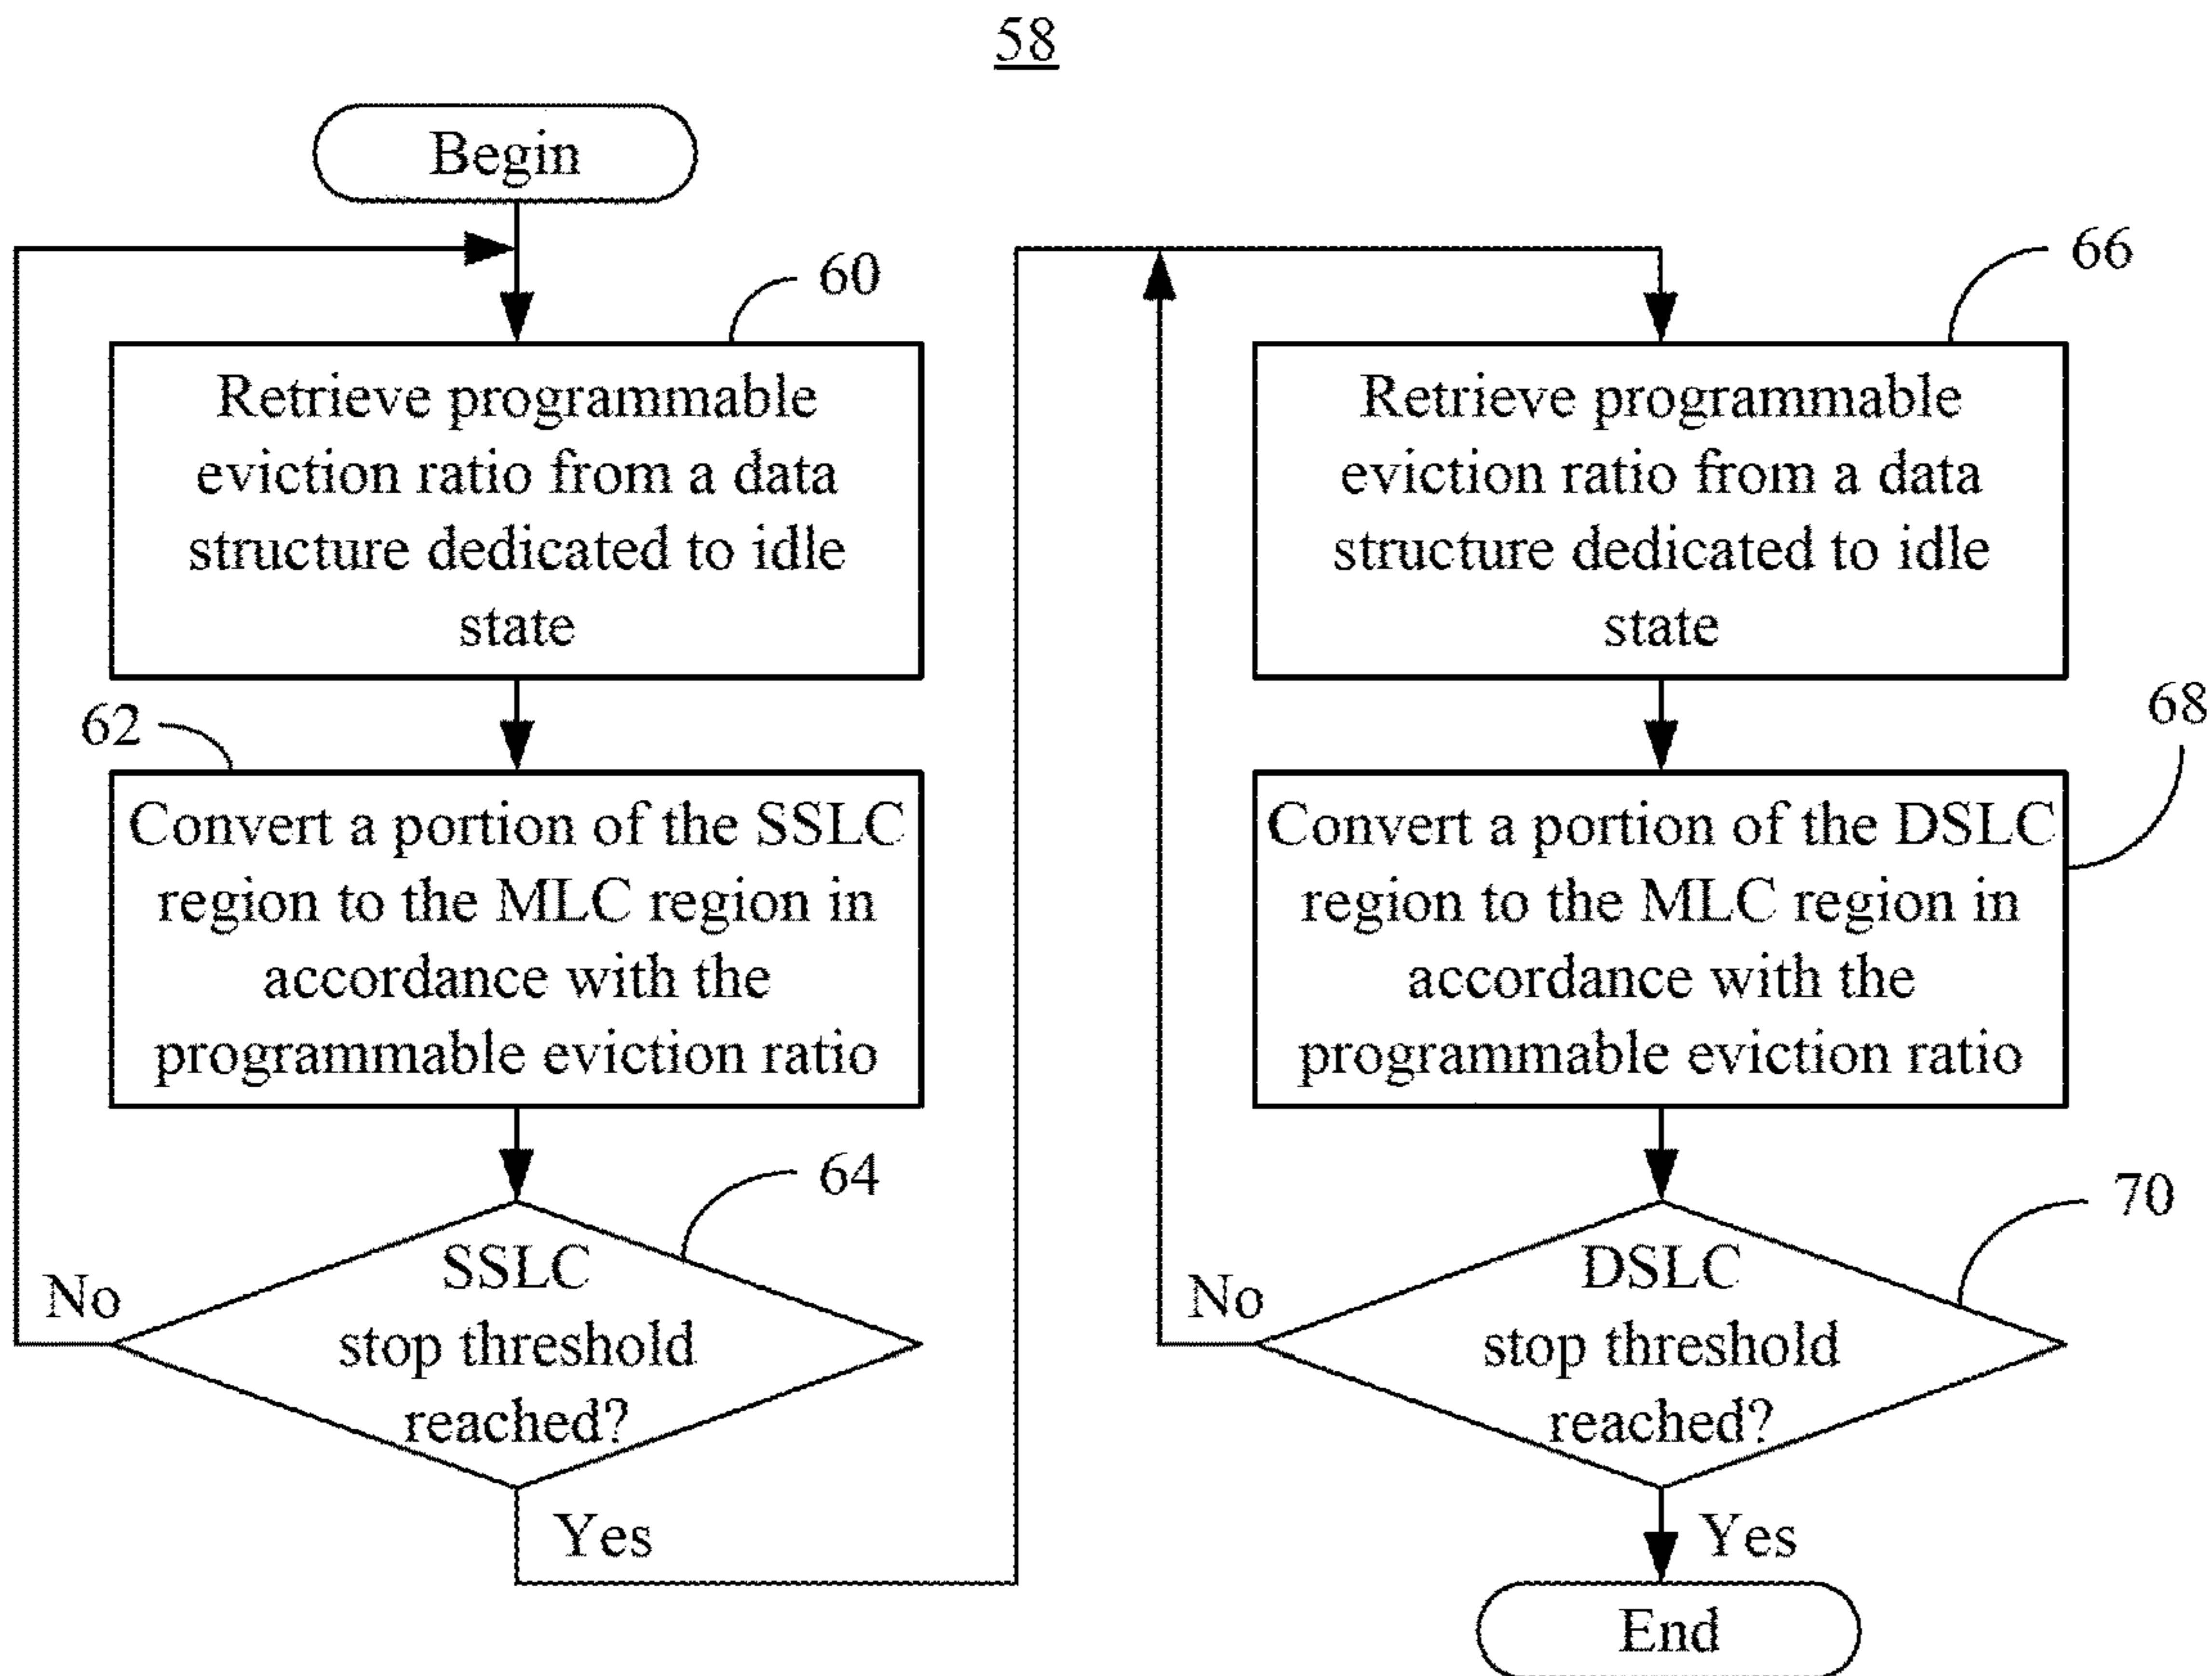 58
Begin
60
Retrieve programmable
eviction ratio from a data
structure dedicated to idle
state
62
Convert a portion of the SSLC
region to the MLC region in
accordance with the
programmable eviction ratio
64
SSLC
stop threshold
reached?
No
Yes
66
Retrieve programmable
eviction ratio from a data
structure dedicated to idle
state
68
Convert a portion of the DSLC
region to the MLC region in
accordance with the
programmable eviction ratio
70
DSLC
stop threshold
reached?
No
Yes
End